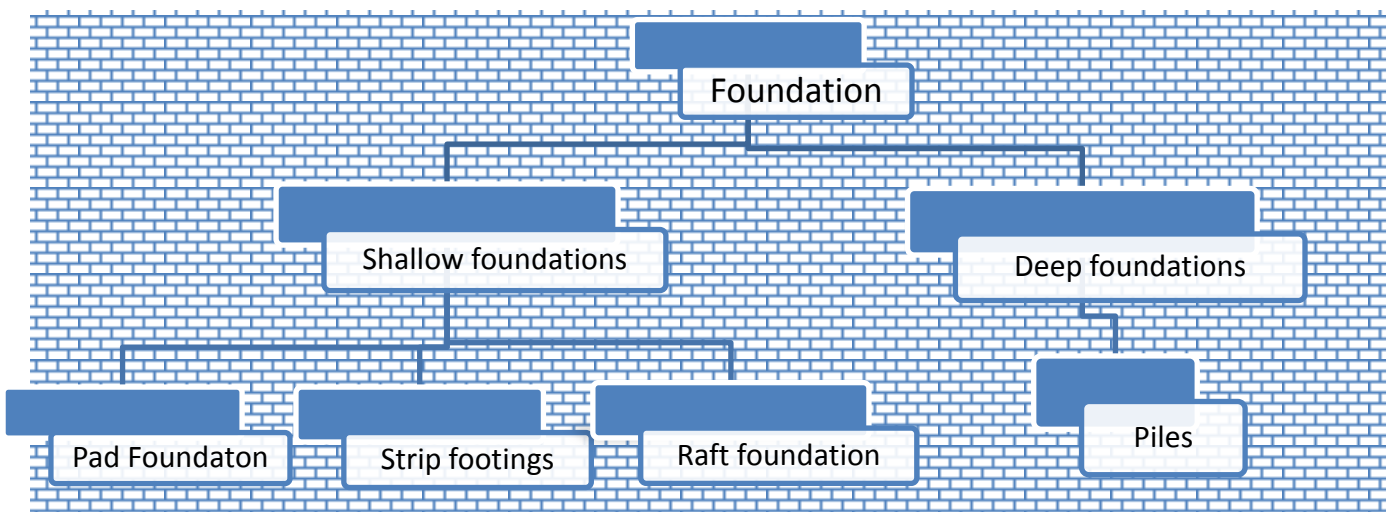 Foundation
Shallow foundations
Deep foundations
Pad Foundaton
Strip footings
Raft foundation
Piles